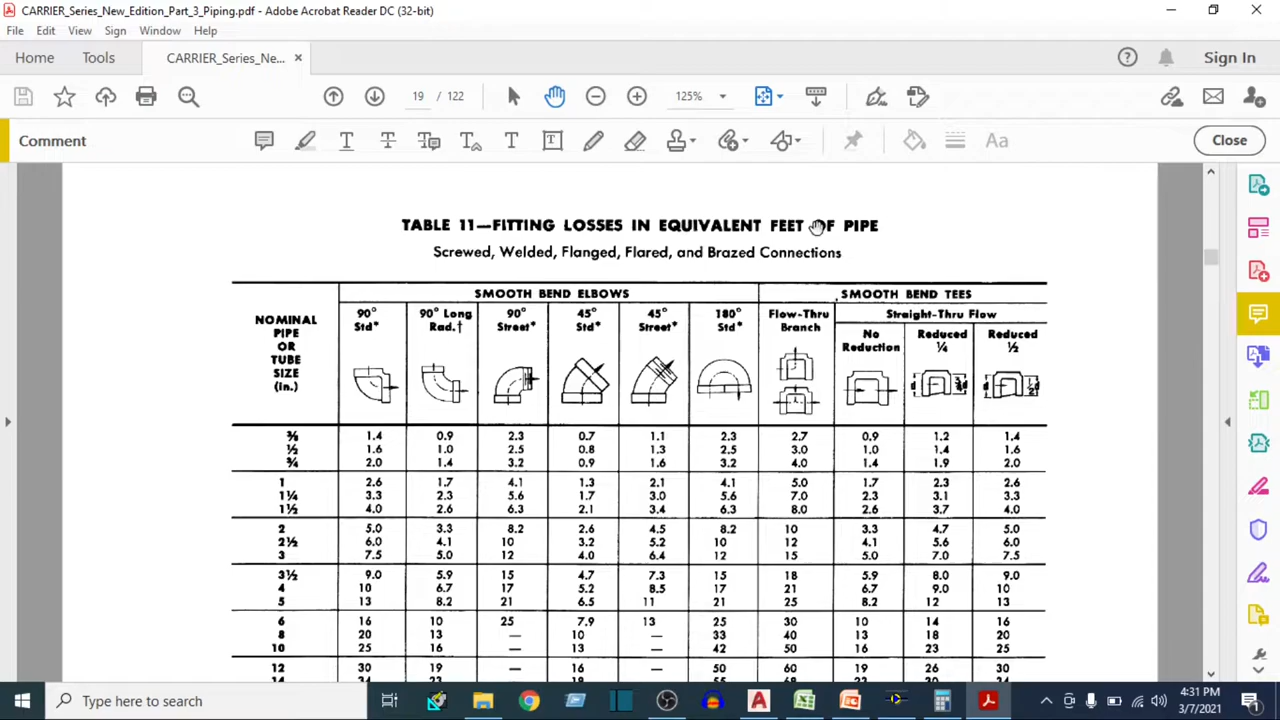 CARRIER_Series_New_Edition_Part_3_Piping.pdf - Adobe Acrobat Reader DC (32-bit)
File Edit View Sign Window Help
Home Tools CARRIER_Series_Ne... × Sign In
19 / 122 125%
Comment Aa Close
TABLE 11—FITTING LOSSES IN EQUIVALENT FEET OF PIPE
Screwed, Welded, Flanged, Flared, and Brazed Connections
NOMINAL PIPE OR TUBE SIZE (in.)
SMOOTH BEND ELBOWS
SMOOTH BEND TEES
90° Std*
90° Long Rad.†
90° Street*
45° Std*
45° Street*
180° Std*
Flow-Thru Branch
Straight-Thru Flow
No Reduction
Reduced ¼
Reduced ½
⅜ 1.4 0.9 2.3 0.7 1.1 2.3 2.7 0.9 1.2 1.4
½ 1.6 1.0 2.5 0.8 1.3 2.5 3.0 1.0 1.4 1.6
¾ 2.0 1.4 3.2 0.9 1.6 3.2 4.0 1.4 1.9 2.0
1 2.6 1.7 4.1 1.3 2.1 4.1 5.0 1.7 2.3 2.6
1¼ 3.3 2.3 5.6 1.7 3.0 5.6 7.0 2.3 3.1 3.3
1½ 4.0 2.6 6.3 2.1 3.4 6.3 8.0 2.6 3.7 4.0
2 5.0 3.3 8.2 2.6 4.5 8.2 10 3.3 4.7 5.0
2½ 6.0 4.1 10 3.2 5.2 10 12 4.1 5.6 6.0
3 7.5 5.0 12 4.0 6.4 12 15 5.0 7.0 7.5
3½ 9.0 5.9 15 4.7 7.3 15 18 5.9 8.0 9.0
4 10 6.7 17 5.2 8.5 17 21 6.7 9.0 10
5 13 8.2 21 6.5 11 21 25 8.2 12 13
6 16 10 25 7.9 13 25 30 10 14 16
8 20 13 — 10 — 33 40 13 18 20
10 25 16 — 13 — 42 50 16 23 25
12 30 19 — 16 — 50 60 19 26 30
Type here to search
4:31 PM
3/7/2021